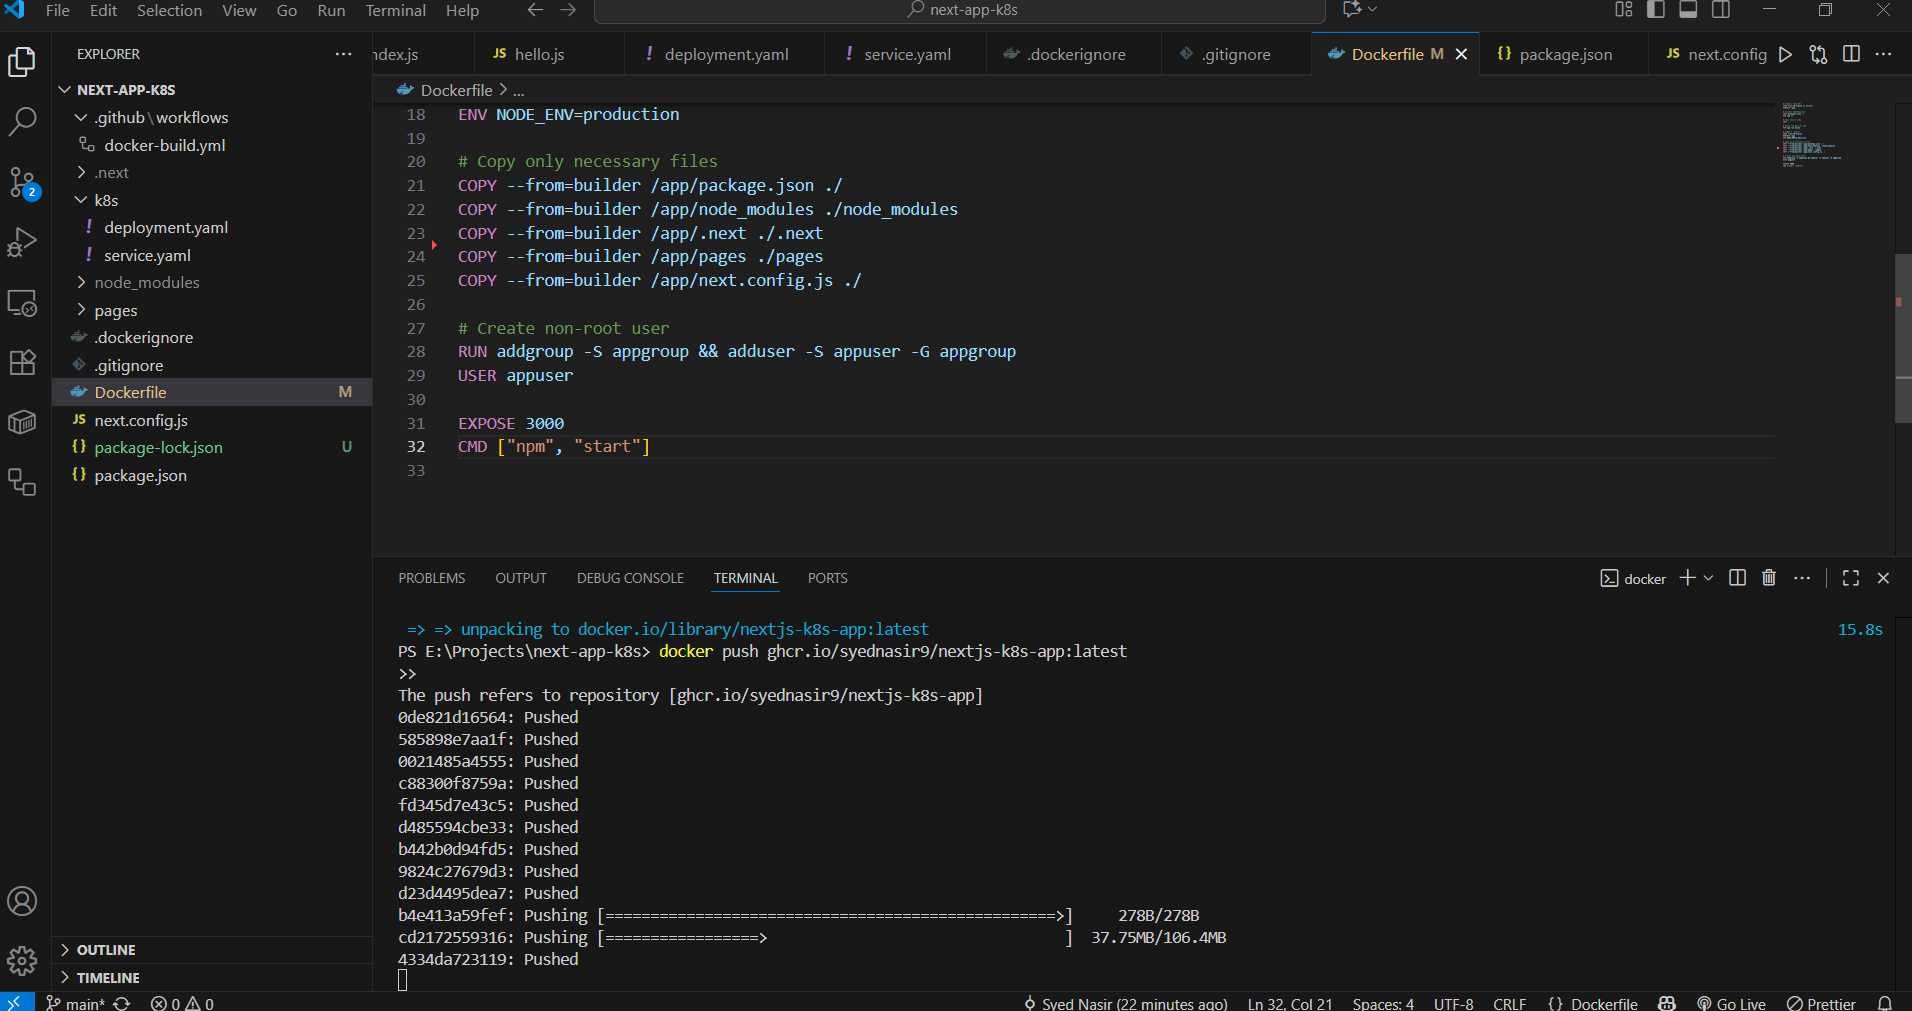 File Edit Selection View Go Run Terminal Help
next-app-k8s
EXPLORER
NEXT-APP-K8S
.github\workflows
docker-build.yml
.next
k8s
! deployment.yaml
! service.yaml
node_modules
pages
.dockerignore
.gitignore
Dockerfile M
JS next.config.js
{} package-lock.json U
{} package.json
OUTLINE
TIMELINE
2
ndex.js
JS hello.js
! deployment.yaml
! service.yaml
.dockerignore
.gitignore
Dockerfile M
{} package.json
JS next.config
Dockerfile > ...
18 ENV NODE_ENV=production
19
20 # Copy only necessary files
21 COPY --from=builder /app/package.json ./
22 COPY --from=builder /app/node_modules ./node_modules
23 COPY --from=builder /app/.next ./.next
24 COPY --from=builder /app/pages ./pages
25 COPY --from=builder /app/next.config.js ./
26
27 # Create non-root user
28 RUN addgroup -S appgroup && adduser -S appuser -G appgroup
29 USER appuser
30
31 EXPOSE 3000
32 CMD ["npm", "start"]
33
PROBLEMS OUTPUT DEBUG CONSOLE TERMINAL PORTS
docker
=> => unpacking to docker.io/library/nextjs-k8s-app:latest 15.8s
PS E:\Projects\next-app-k8s> docker push ghcr.io/syednasir9/nextjs-k8s-app:latest
>>
The push refers to repository [ghcr.io/syednasir9/nextjs-k8s-app]
0de821d16564: Pushed
585898e7aa1f: Pushed
0021485a4555: Pushed
c88300f8759a: Pushed
fd345d7e43c5: Pushed
d485594cbe33: Pushed
b442b0d94fd5: Pushed
9824c27679d3: Pushed
d23d4495dea7: Pushed
b4e413a59fef: Pushing [==================================================>] 278B/278B
cd2172559316: Pushing [=================> ] 37.75MB/106.4MB
4334da723119: Pushed
main* 0 0 Syed Nasir (22 minutes ago) Ln 32, Col 21 Spaces: 4 UTF-8 CRLF {} Dockerfile Go Live Prettier